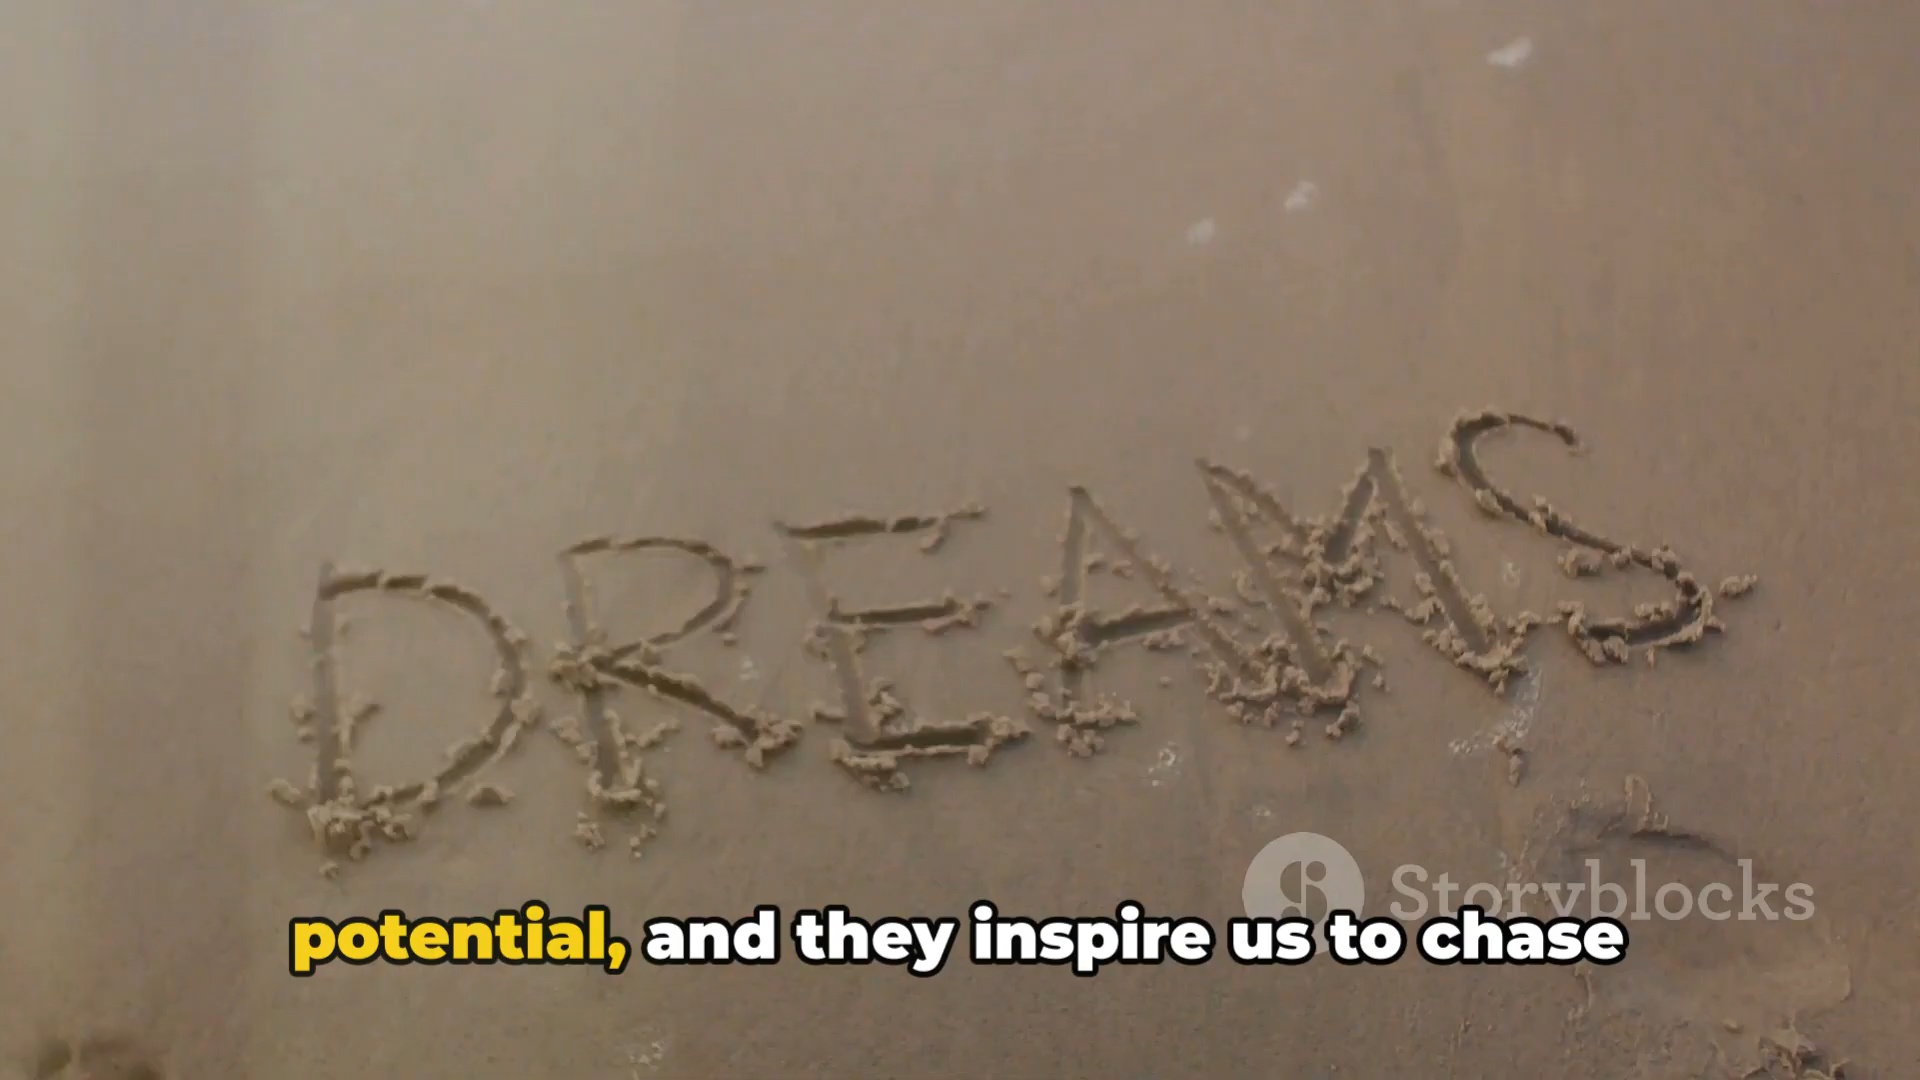 DREAMS
Storyblocks
potential, and they inspire us to chase